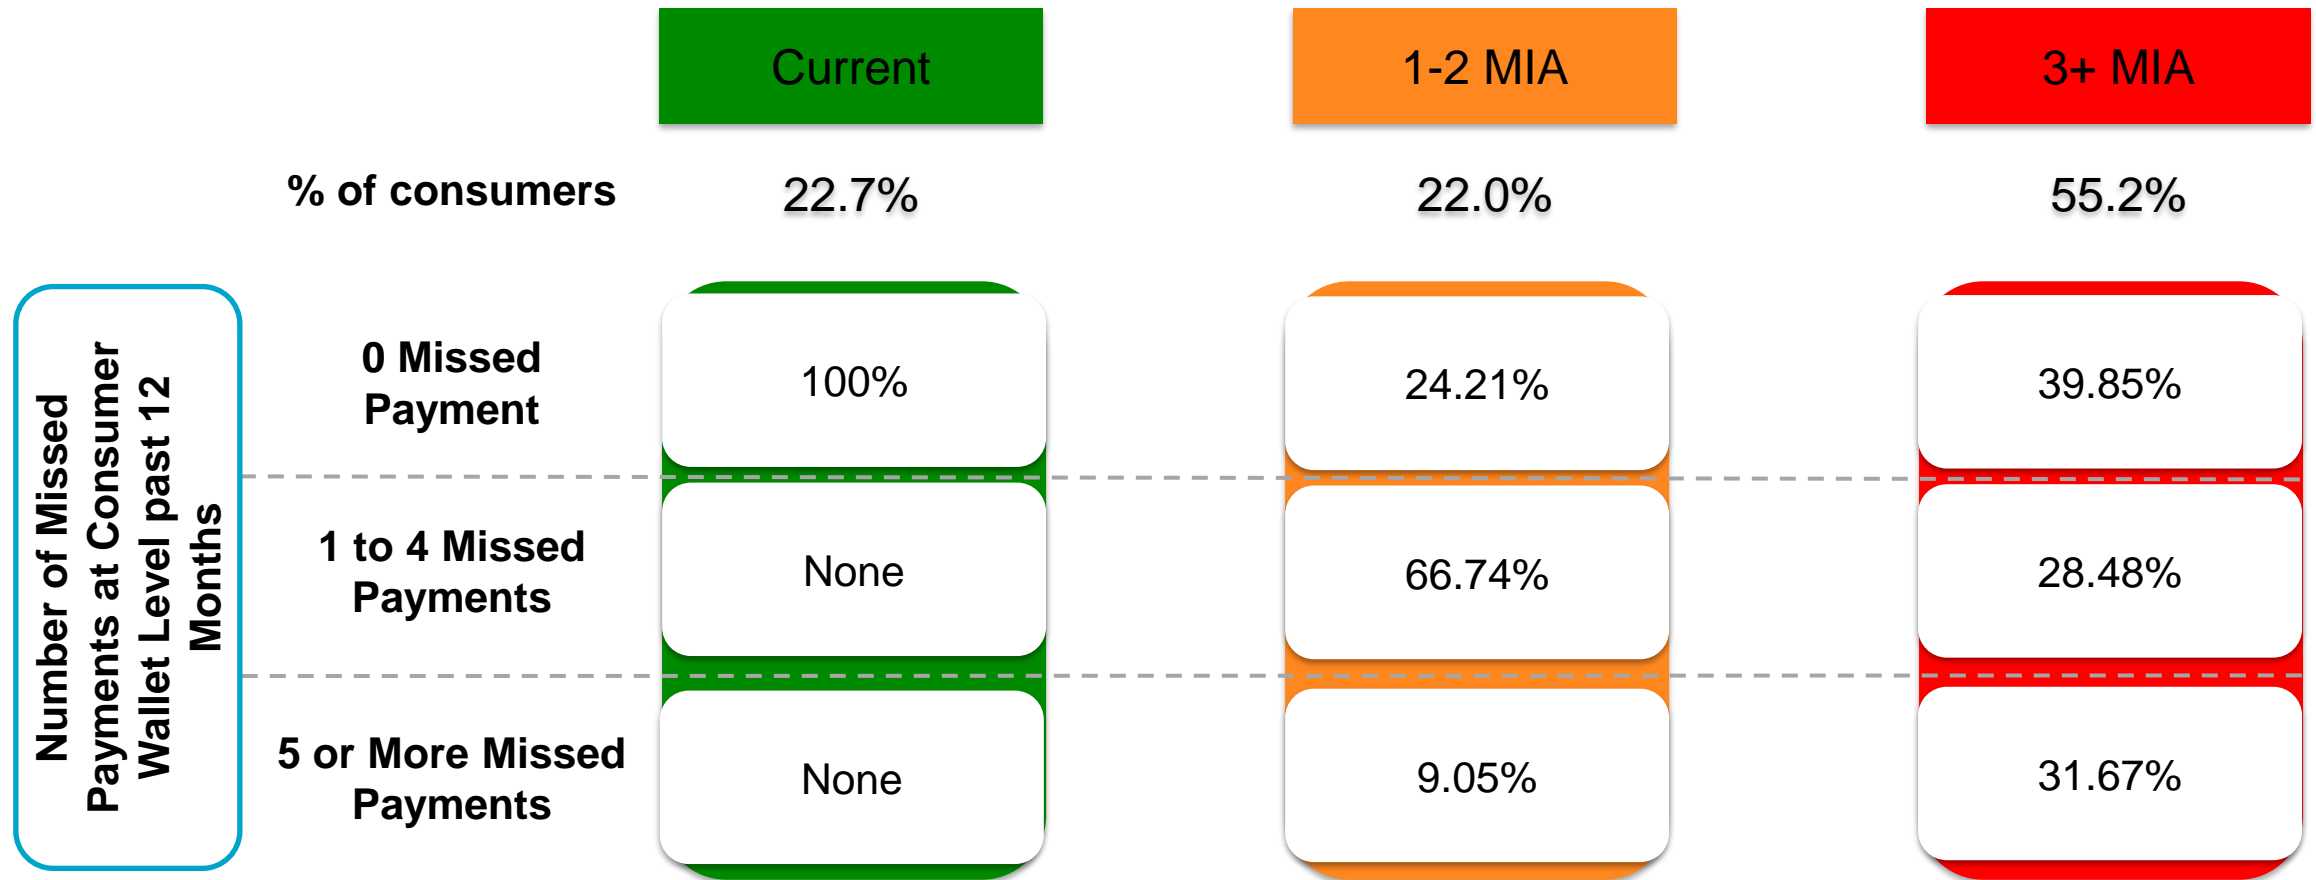 Current
1-2 MIA
3+ MIA
% of consumers
22.7%
22.0%
55.2%
Number of Missed
Payments at Consumer
Wallet Level past 12
Months
0 Missed
Payment
100%
24.21%
39.85%
1 to 4 Missed
Payments
None
66.74%
28.48%
5 or More Missed
Payments
None
9.05%
31.67%